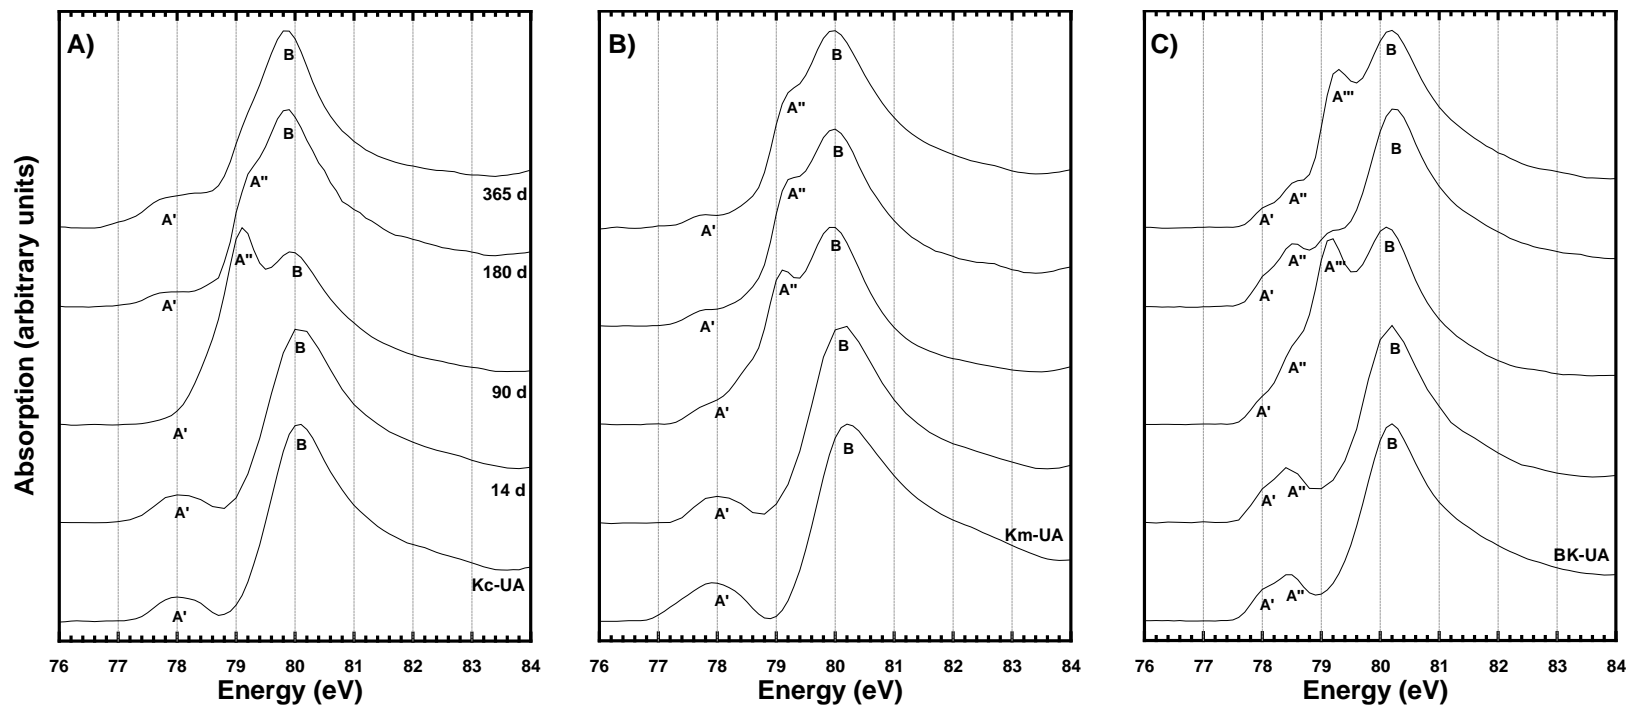 A)
B
A'
365 d
B
A"
A'
180 d
A"
B
A'
90 d
B
A'
14 d
B
A'
Kc-UA
76 77 78 79 80 81 82 83 84
Energy (eV)
Absorption (arbitrary units)
B)
B
A"
A'
B
A"
A'
B
A"
A'
B
A'
Km-UA
B
A'
76 77 78 79 80 81 82 83 84
Energy (eV)
C)
B
A"'
A"
A'
B
A"
A'
B
A"'
A"
A'
B
A' A"
B
A' A"
BK-UA
76 77 78 79 80 81 82 83 84
Energy (eV)